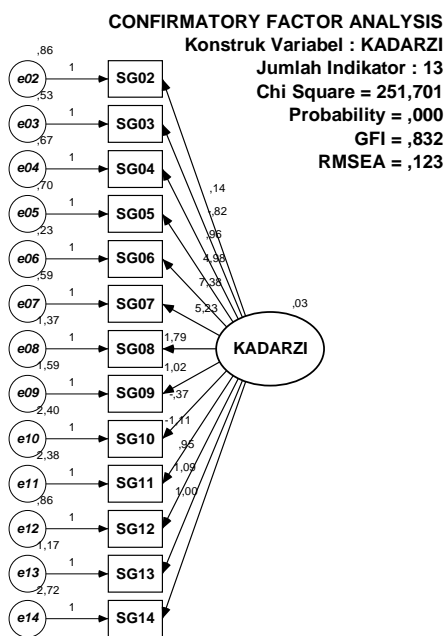 CONFIRMATORY FACTOR ANALYSIS
Konstruk Variabel : KADARZI
Jumlah Indikator : 13
Chi Square = 251,701
Probability = ,000
GFI = ,832
RMSEA = ,123
,86
e02 1 SG02
,53
e03 1 SG03
,67
e04 1 SG04
,70
e05 1 SG05
,23
e06 1 SG06
,59
e07 1 SG07
1,37
e08 1 SG08
1,59
e09 1 SG09
2,40
e10 1 SG10
2,38
e11 1 SG11
,86
e12 1 SG12
1,17
e13 1 SG13
2,72
e14 1 SG14
,14
-,82
,96
4,98
7,38
5,23
1,79
1,02
-,37
-1,11
,95
1,09
1,00
,03
KADARZI